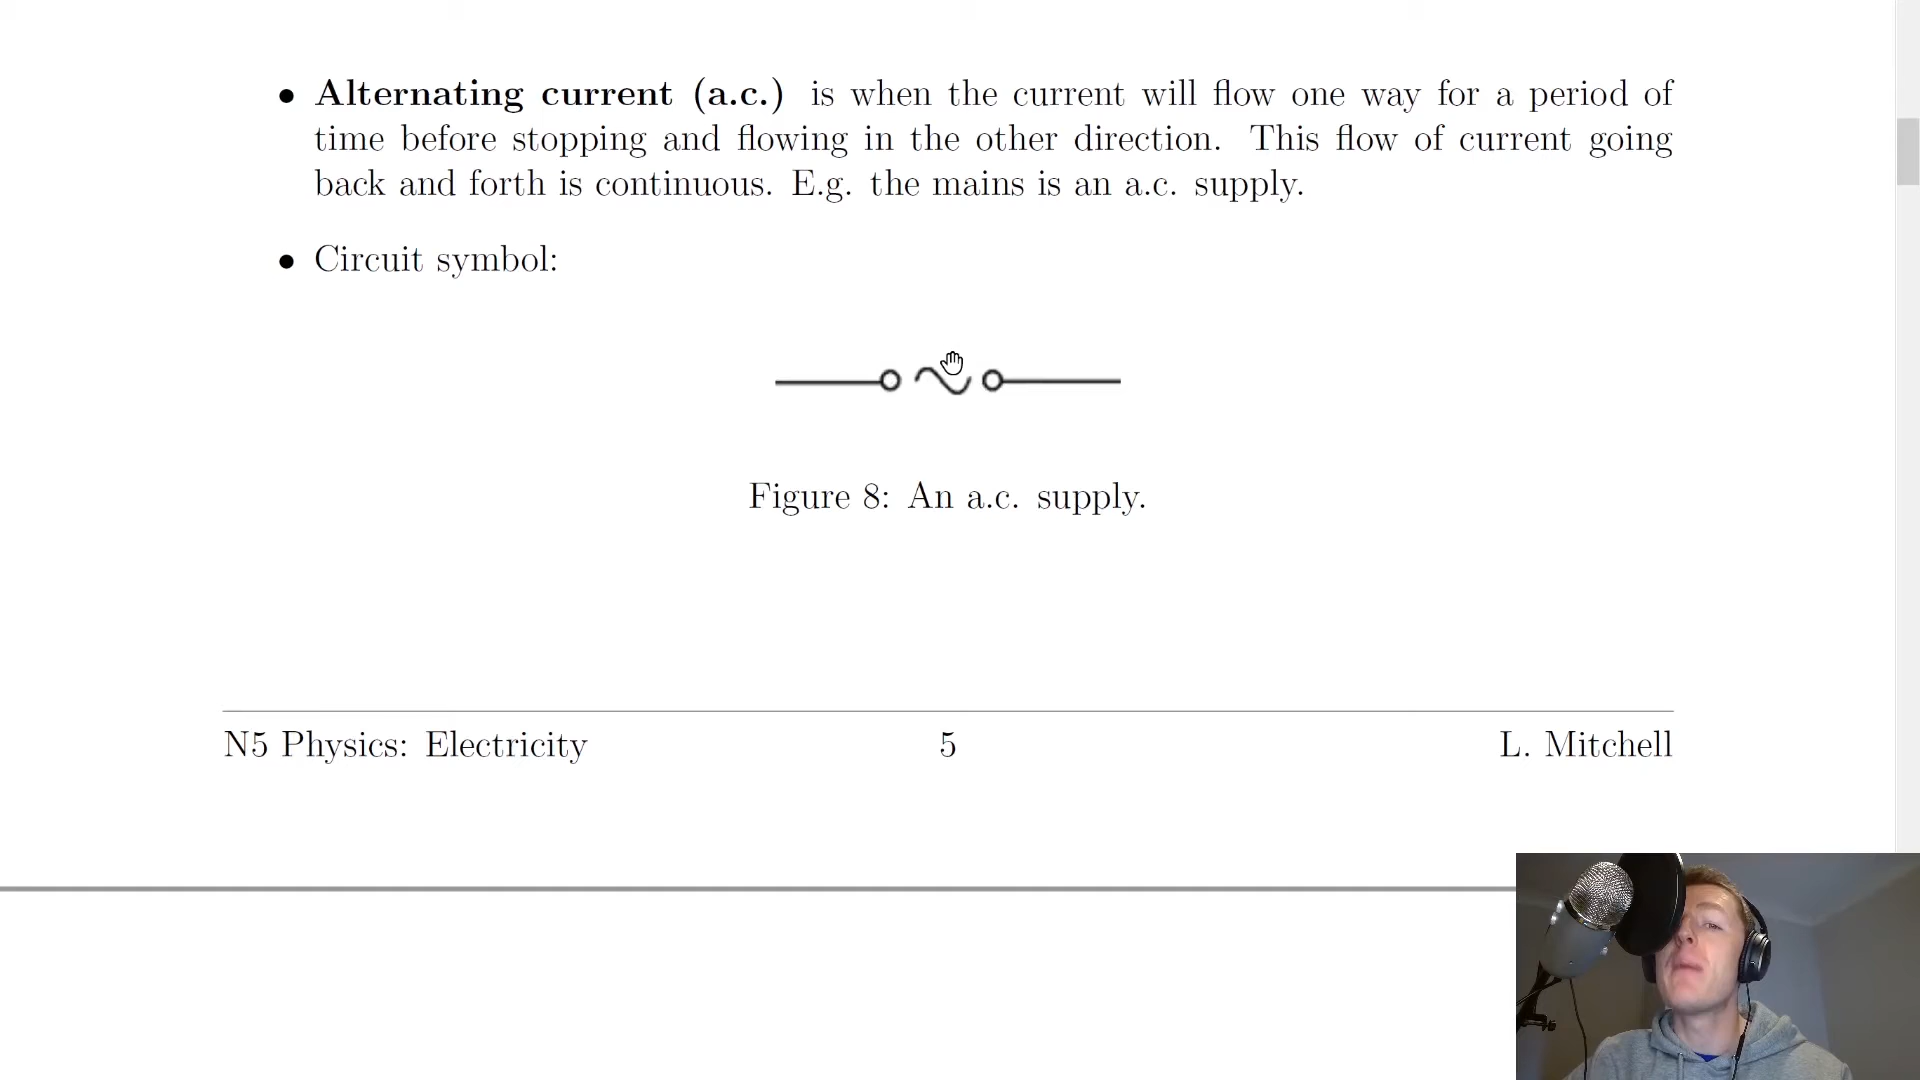 • Alternating current (a.c.) is when the current will flow one way for a period of
time before stopping and flowing in the other direction. This flow of current going
back and forth is continuous. E.g. the mains is an a.c. supply.
• Circuit symbol:
Figure 8: An a.c. supply.
N5 Physics: Electricity 5 L. Mitchell